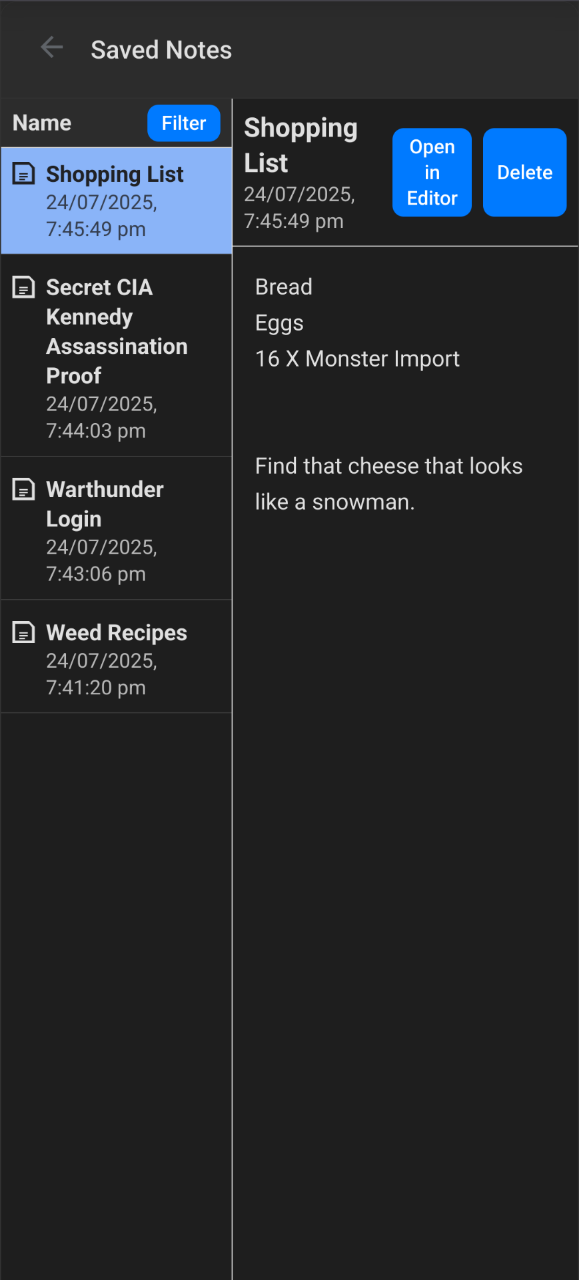 Saved Notes
Name
Filter
Shopping List
24/07/2025,
7:45:49 pm
Secret CIA
Kennedy
Assassination
Proof
24/07/2025,
7:44:03 pm
Warthunder
Login
24/07/2025,
7:43:06 pm
Weed Recipes
24/07/2025,
7:41:20 pm
Shopping
List
24/07/2025,
7:45:49 pm
Open
in
Editor
Delete
Bread
Eggs
16 X Monster Import
Find that cheese that looks
like a snowman.